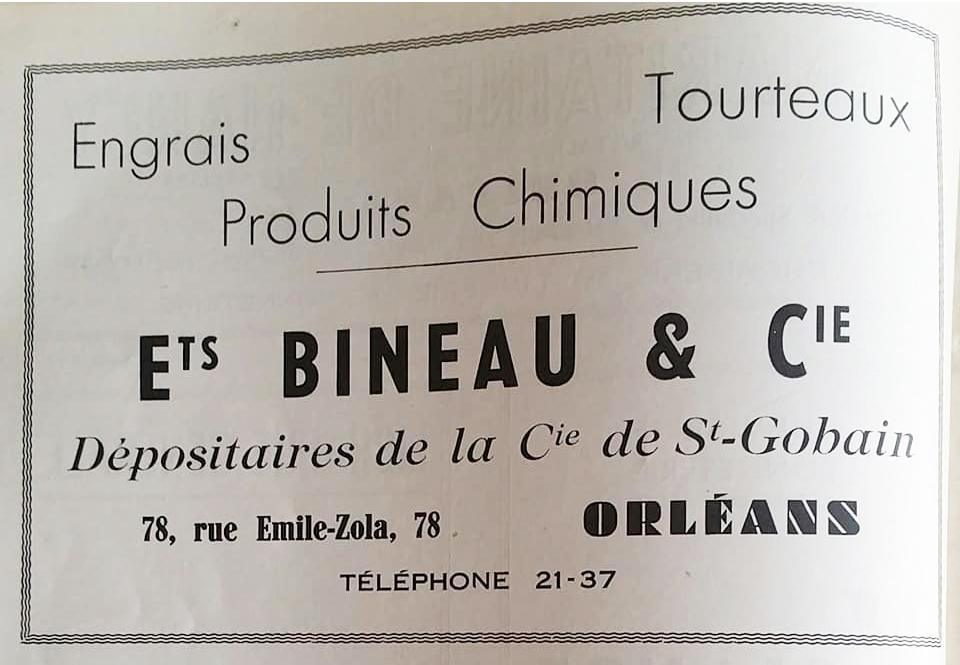 Engrais Tourteaux
Produits Chimiques
ETS BINEAU & CIE
Dépositaires de la Cie de St-Gobain
78, rue Emile-Zola, 78 ORLÉANS
TÉLÉPHONE 21-37